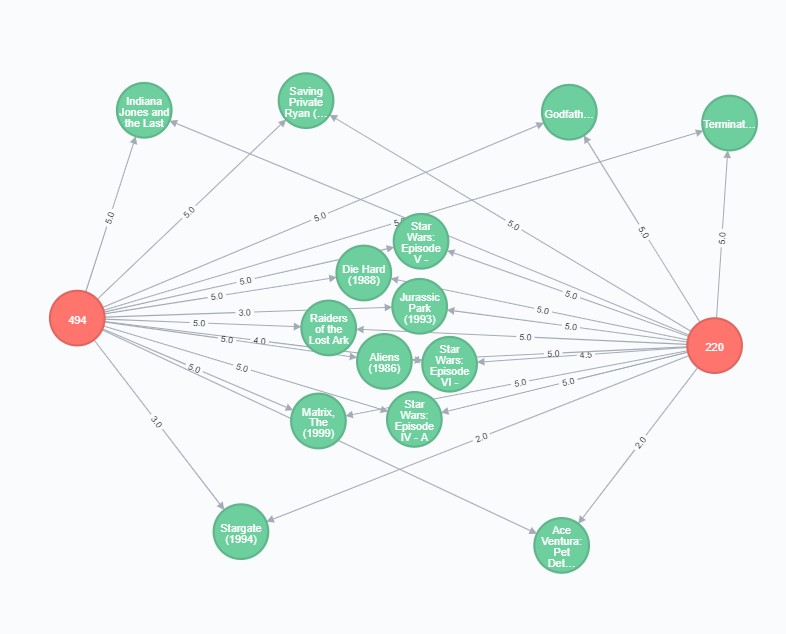 Indiana
Jones and
the Last
Saving
Private
Ryan (...
Godfath...
Terminat...
5.0
5.0
5.0
5.0
5.0
5.0
Star
Wars:
Episode
V -
Die Hard
(1988)
5.0
5.0
5.0
Jurassic
Park
(1993)
5.0
3.0
5.0
494
Raiders
of the
Lost Ark
5.0
5.0
220
5.0
4.0
Aliens
(1986)
Star
Wars:
Episode
VI -
5.0
4.5
5.0
5.0
5.0
5.0
Matrix,
The
(1999)
Star
Wars:
Episode
IV - A
3.0
2.0
2.0
Stargate
(1994)
Ace
Ventura:
Pet
Det...